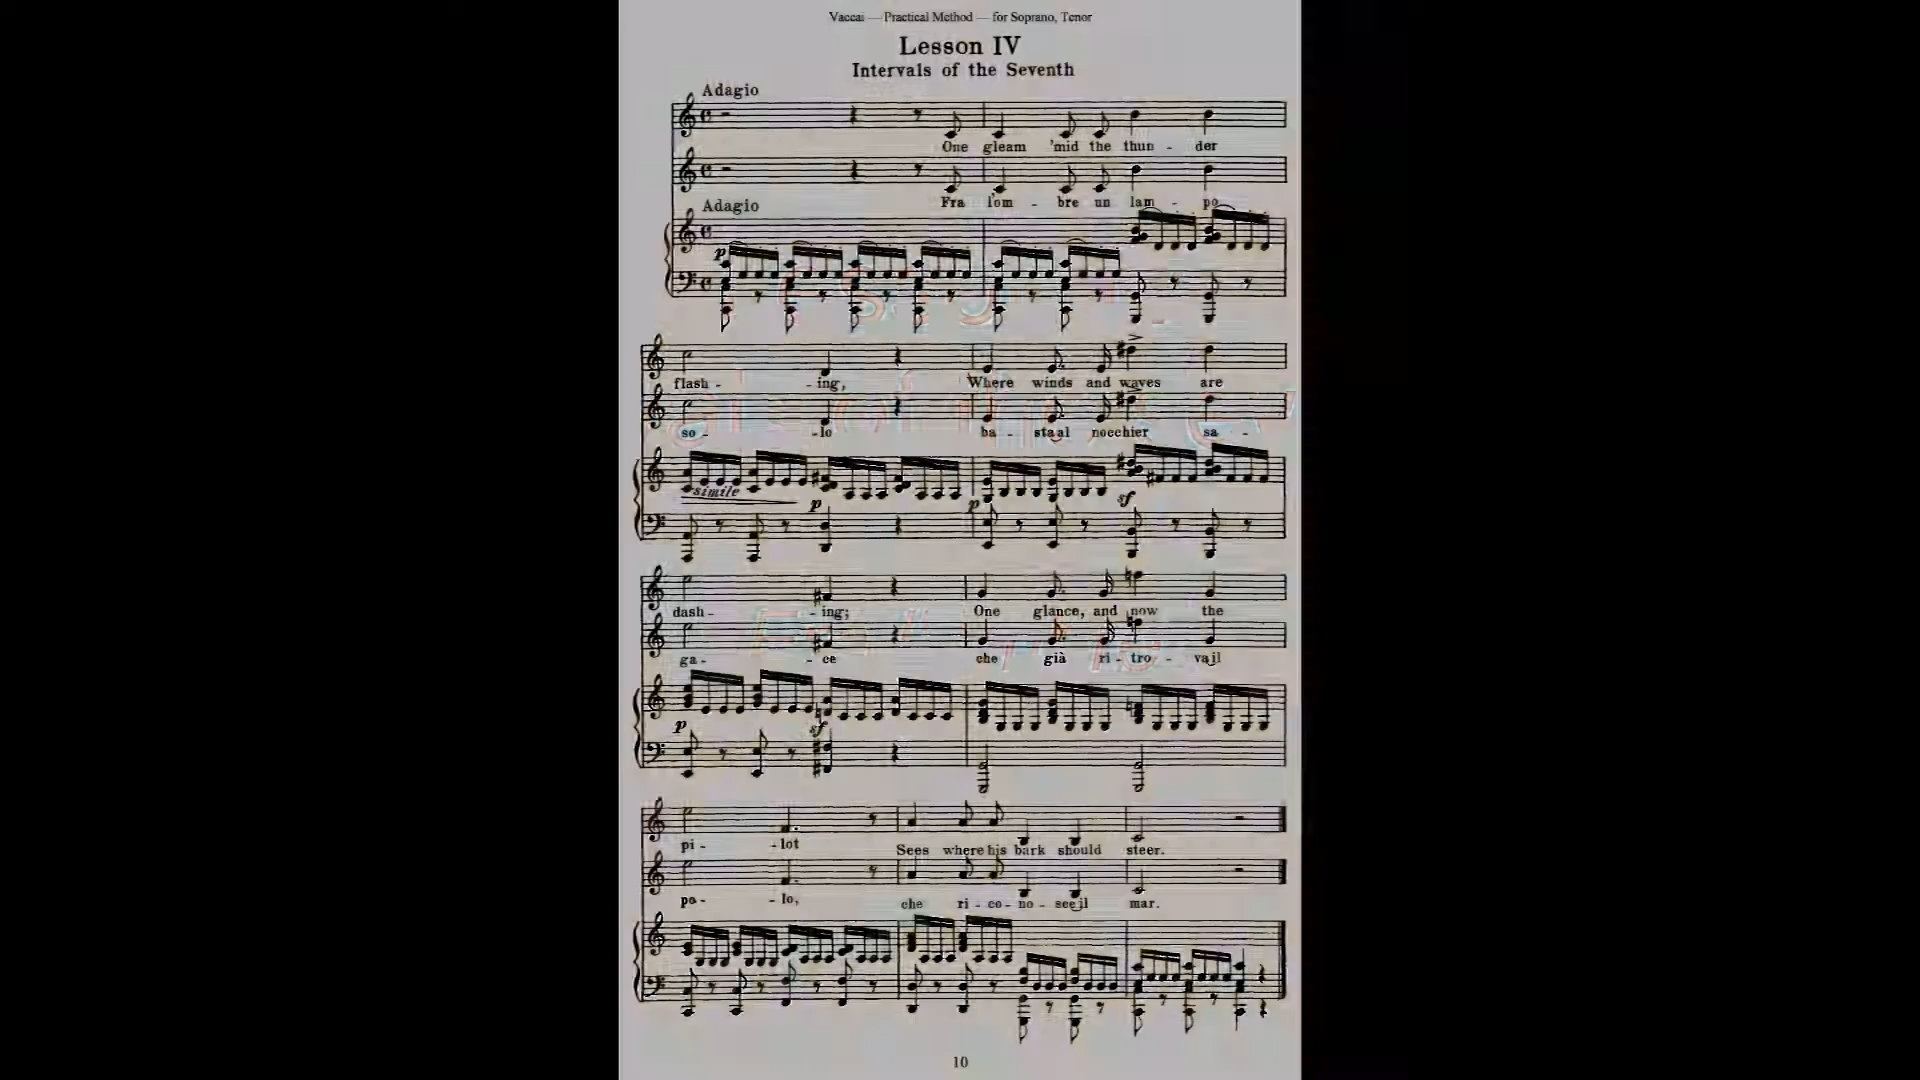 Vaccai — Practical Method — for Soprano, Tenor
Lesson IV
Intervals of the Seventh
Adagio
One gleam 'mid the thun - der
Fra l'om - bre un lam - po
Adagio
p
flash - - ing, Where winds and waves are
so - - lo ba - sta al nocchier sa -
simile p p sf
dash - - ing; One glance, and now the
ga - - ce che già ri - tro - va il
p sf
pi - - lot Sees where his bark should steer.
po - - lo, che ri - co - no - sce il mar.
10